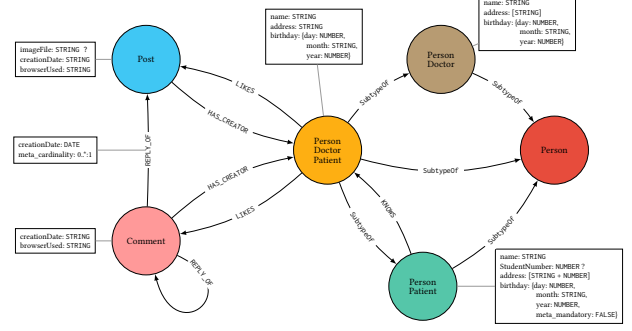 name: STRING
address: STRING
birthday: {day: NUMBER,
month: STRING,
year: NUMBER}
name: STRING
address: [STRING]
birthday: {day: NUMBER,
month: STRING,
year: NUMBER}
imageFile: STRING ?
creationDate: STRING
browserUsed: STRING
Post
Person
Doctor
LIKES
SubtypeOf
SubtypeOf
HAS_CREATOR
creationDate: DATE
meta_cardinality: 0..*:1
REPLY_OF
Person
Doctor
Patient
Person
SubtypeOf
HAS_CREATOR
KNOWS
LIKES
SubtypeOf
SubtypeOf
creationDate: STRING
browserUsed: STRING
Comment
REPLY_OF
Person
Patient
name: STRING
StudentNumber: NUMBER ?
address: [STRING + NUMBER]
birthday: {day: NUMBER,
month: STRING,
year: NUMBER,
meta_mandatory: FALSE}